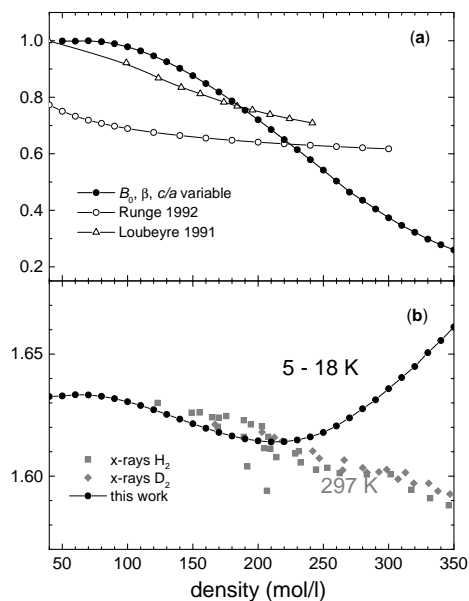 1.0
(a)
0.8
0.6
0.4
B₀, β, c/a variable
Runge 1992
Loubeyre 1991
0.2
(b)
1.65
5 - 18 K
1.60
x-rays H₂
x-rays D₂
this work
297 K
50 100 150 200 250 300 350
density (mol/l)